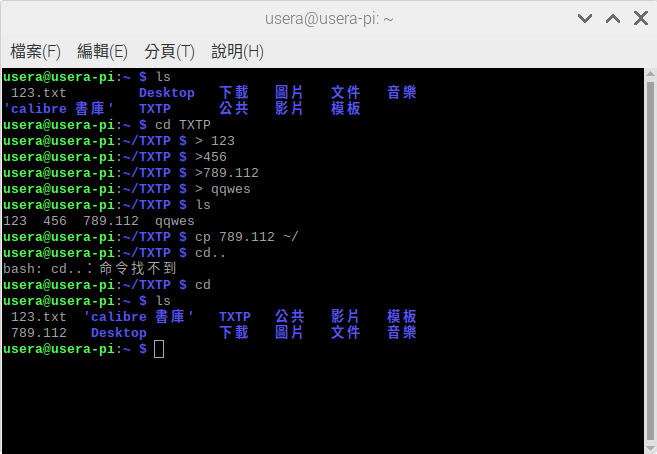 usera@usera-pi: ~
檔案(F) 編輯(E) 分頁(T) 說明(H)
usera@usera-pi:~ $ ls
 123.txt         Desktop   下載   圖片   文件   音樂
'calibre 書庫'   TXTP      公共   影片   模板
usera@usera-pi:~ $ cd TXTP
usera@usera-pi:~/TXTP $ > 123
usera@usera-pi:~/TXTP $ >456
usera@usera-pi:~/TXTP $ >789.112
usera@usera-pi:~/TXTP $ > qqwes
usera@usera-pi:~/TXTP $ ls
123  456  789.112  qqwes
usera@usera-pi:~/TXTP $ cp 789.112 ~/
usera@usera-pi:~/TXTP $ cd..
bash: cd..：命令找不到
usera@usera-pi:~/TXTP $ cd
usera@usera-pi:~ $ ls
 123.txt  'calibre 書庫'   TXTP   公共   影片   模板
 789.112   Desktop         下載   圖片   文件   音樂
usera@usera-pi:~ $